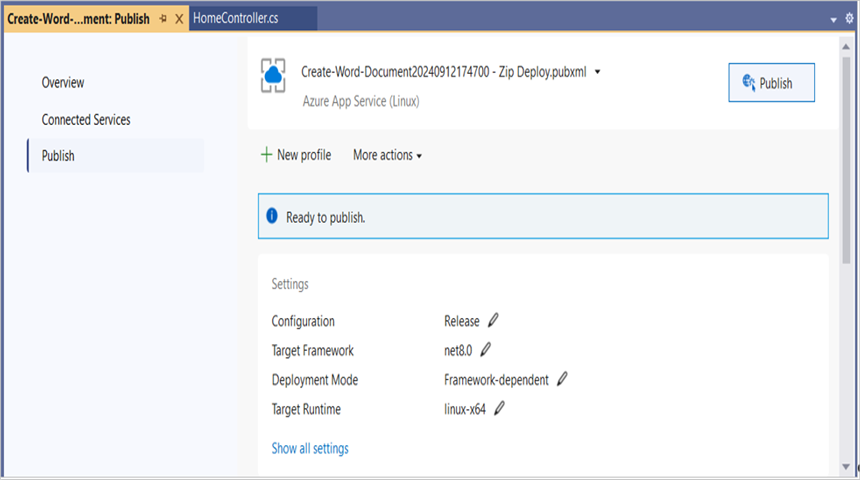 Create-Word-...ment: Publish
HomeController.cs
Overview
Connected Services
Publish
Create-Word-Document20240912174700 - Zip Deploy.pubxml
Azure App Service (Linux)
Publish
New profile
More actions
Ready to publish.
Settings
Configuration Release
Target Framework net8.0
Deployment Mode Framework-dependent
Target Runtime linux-x64
Show all settings